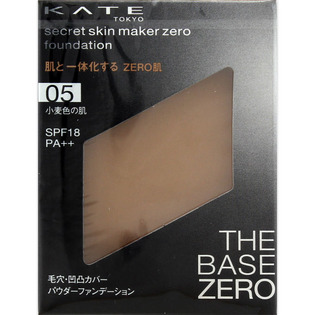 KATE
TOKYO
secret skin maker zero
foundation
肌と一体化する ZERO肌
05
小麦色の肌
SPF18
PA++
THE
BASE
ZERO
毛穴・凹凸カバー
パウダーファンデーション